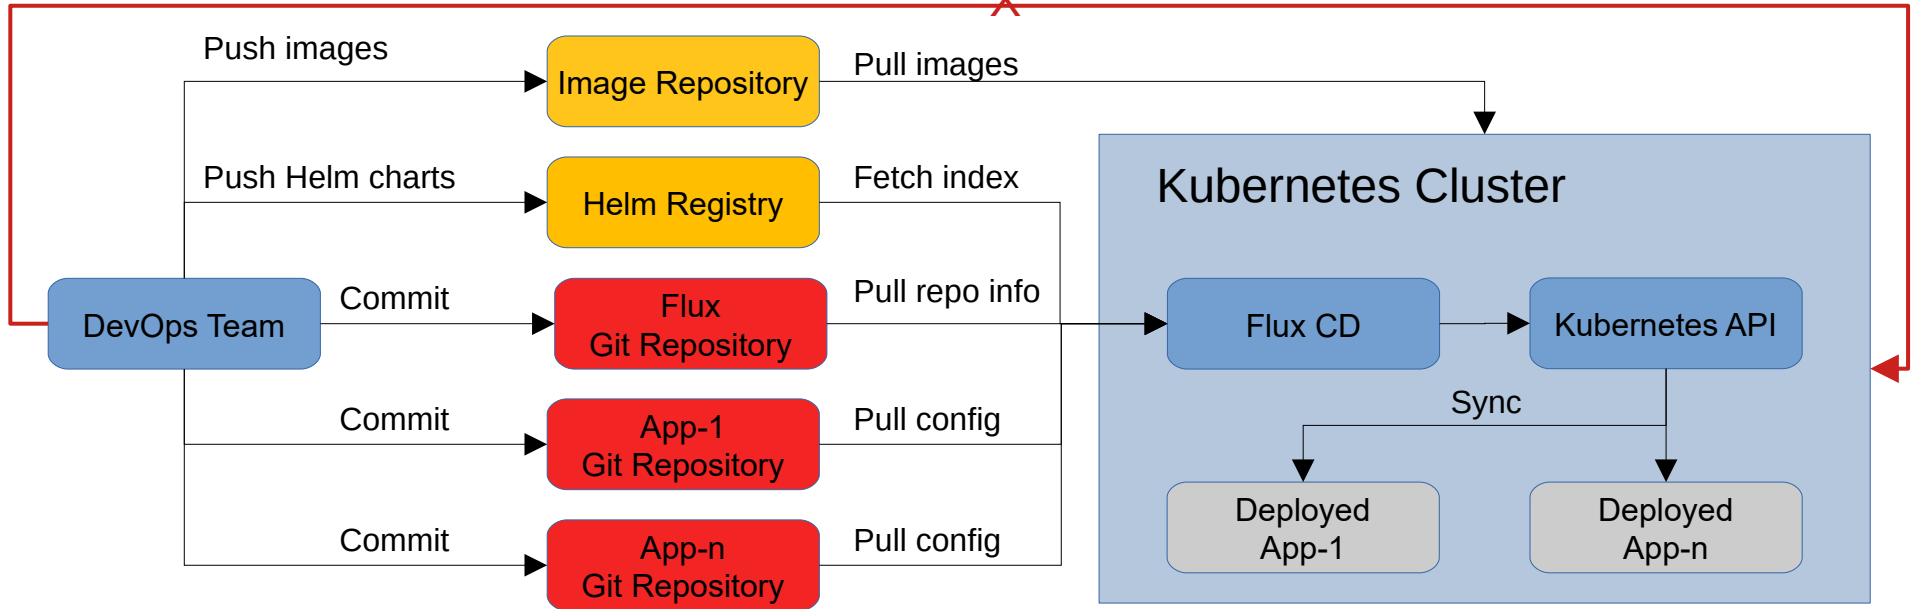 Push images
Image Repository
Pull images
Push Helm charts
Helm Registry
Fetch index
Kubernetes Cluster
DevOps Team
Commit
Flux
Git Repository
Pull repo info
Flux CD
Kubernetes API
Commit
App-1
Git Repository
Pull config
Sync
Commit
App-n
Git Repository
Pull config
Deployed
App-1
Deployed
App-n